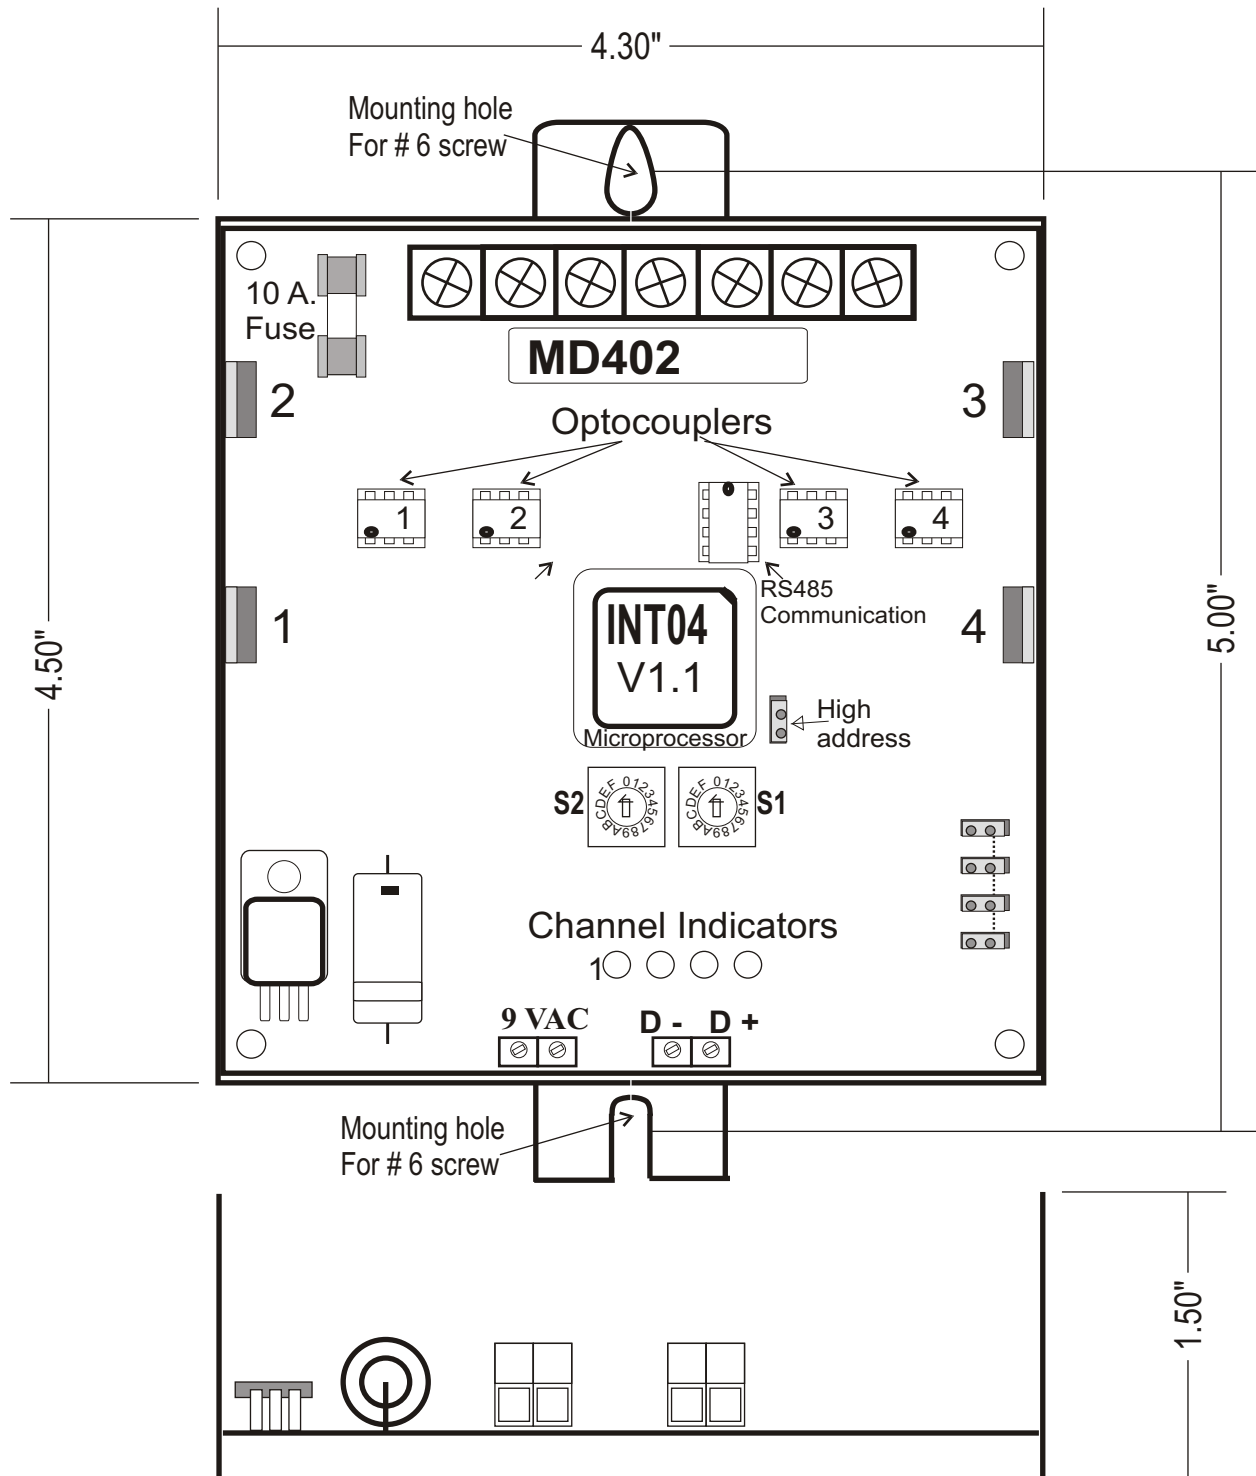 4.30"
Mounting hole
For # 6 screw
10 A.
Fuse
MD402
2
3
Optocouplers
1
2
3
4
RS485
Communication
INT04
V1.1
1
4
4.50"
5.00"
High
address
Microprocessor
S2
0123456789ABCDEF
0123456789ABCDEF
S1
Channel Indicators
1
9 VAC
D - D +
Mounting hole
For # 6 screw
1.50"